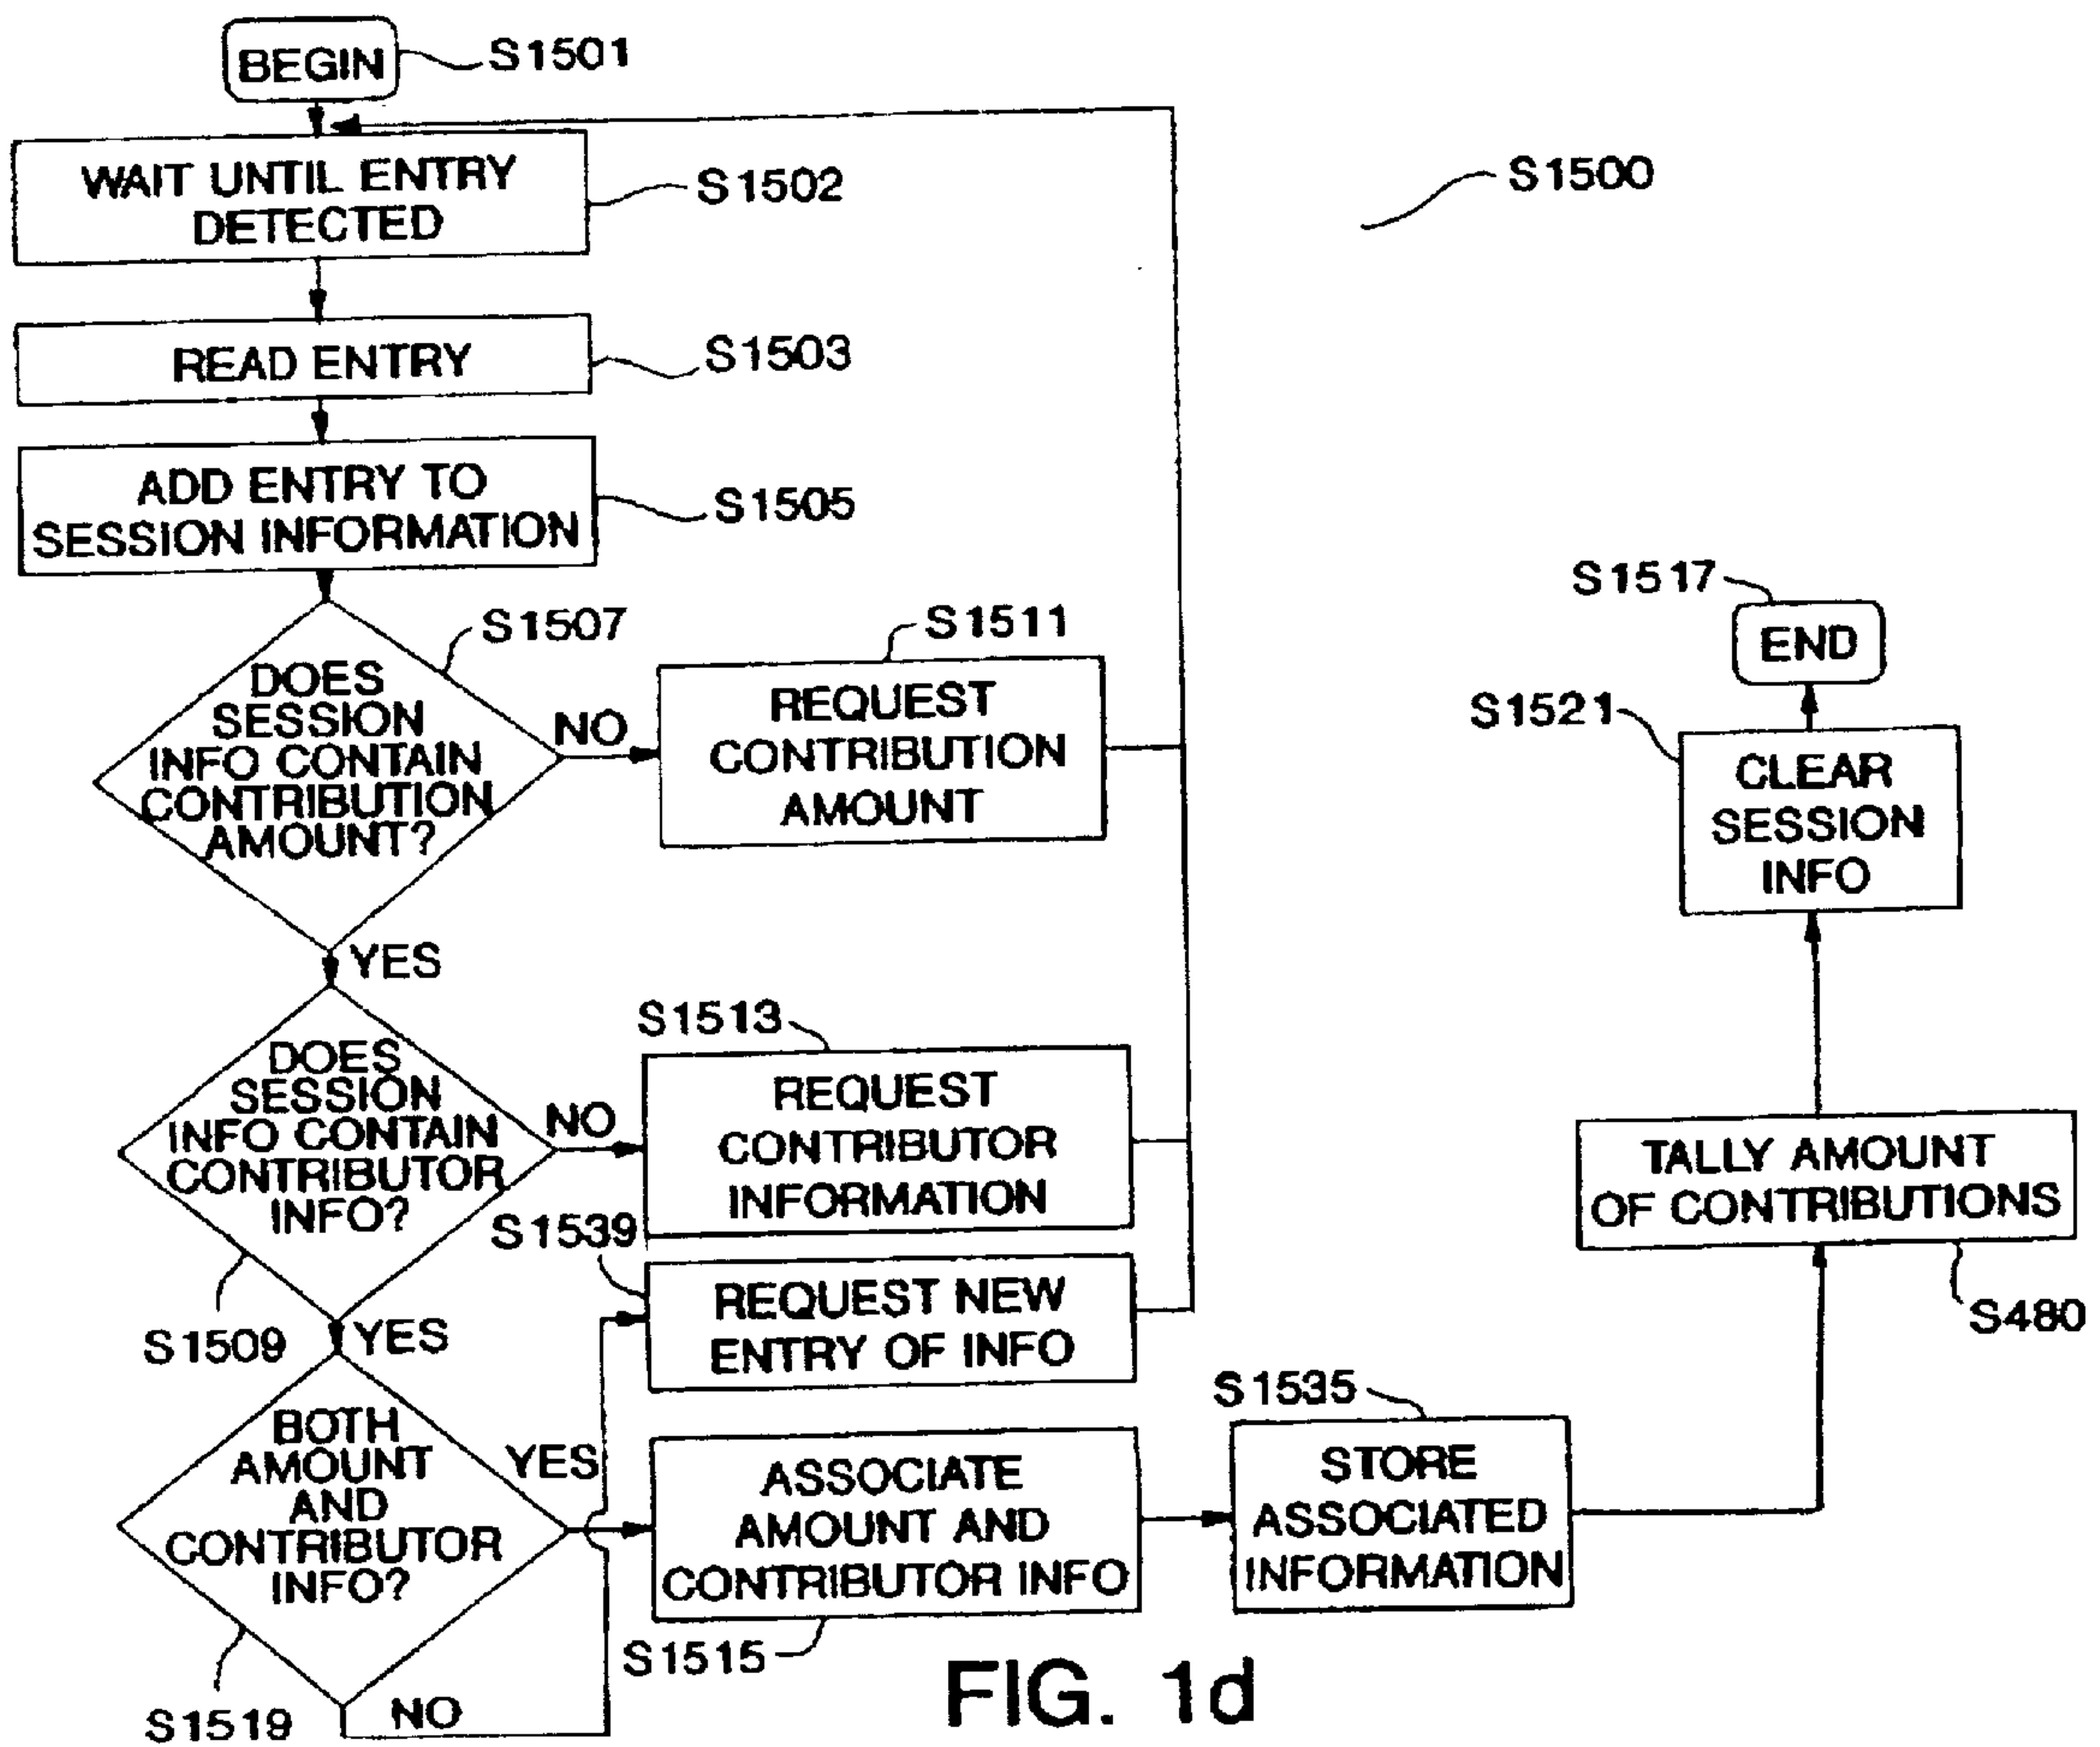 BEGIN
S1501
WAIT UNTIL ENTRY
DETECTED
S1502
S1500
READ ENTRY
S1503
ADD ENTRY TO
SESSION INFORMATION
S1505
DOES
SESSION
INFO CONTAIN
CONTRIBUTION
AMOUNT?
S1507
NO
REQUEST
CONTRIBUTION
AMOUNT
S1511
YES
DOES
SESSION
INFO CONTAIN
CONTRIBUTOR
INFO?
S1509
NO
S1513
REQUEST
CONTRIBUTOR
INFORMATION
S1539
REQUEST NEW
ENTRY OF INFO
YES
BOTH
AMOUNT
AND
CONTRIBUTOR
INFO?
S1519
NO
YES
ASSOCIATE
AMOUNT AND
CONTRIBUTOR INFO
S1515
S1535
STORE
ASSOCIATED
INFORMATION
TALLY AMOUNT
OF CONTRIBUTIONS
S480
S1521
CLEAR
SESSION
INFO
S1517
END
FIG. 1d